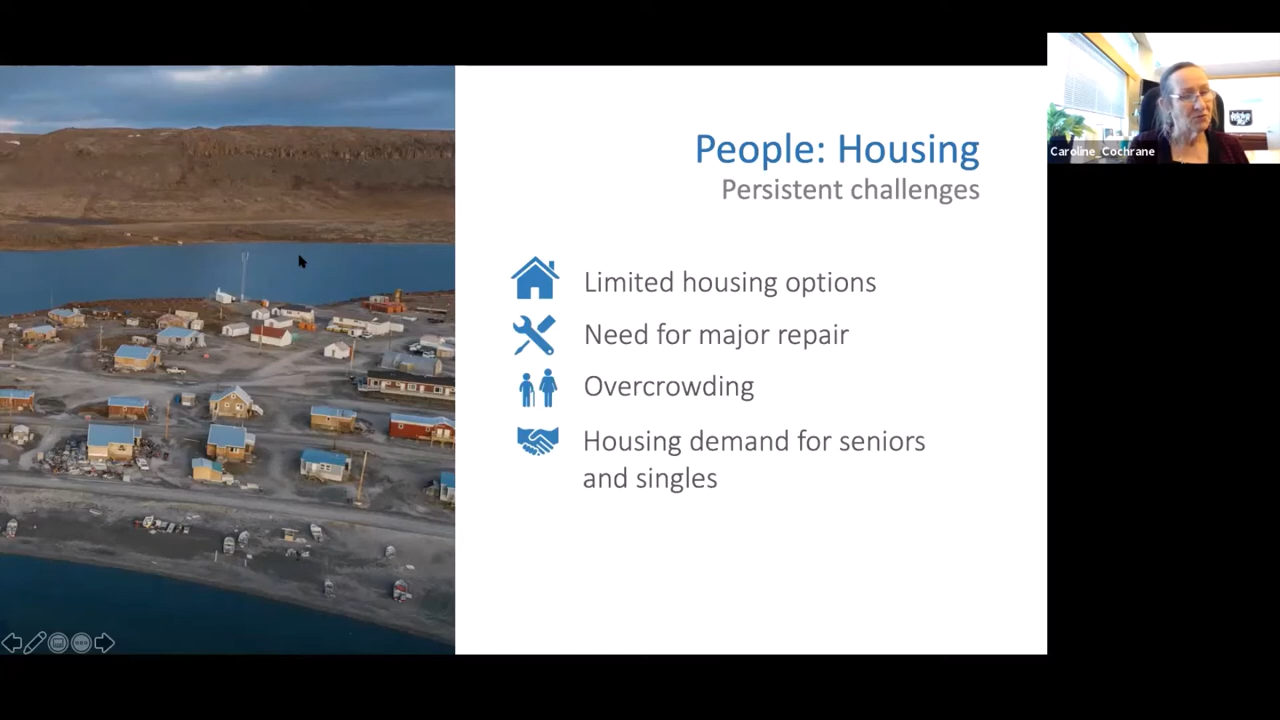 People: Housing
Persistent challenges
Caroline_Cochrane
Limited housing options
Need for major repair
Overcrowding
Housing demand for seniors
and singles